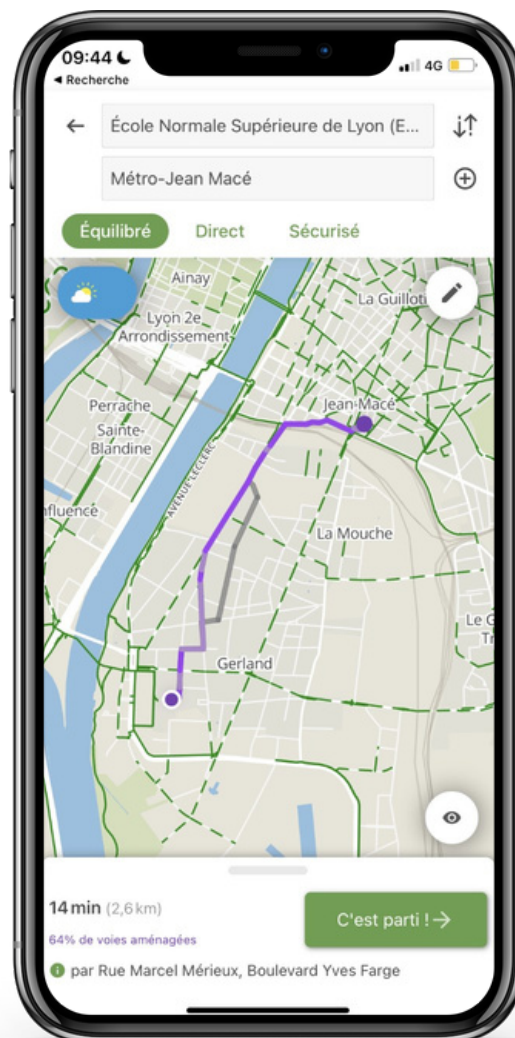 09:44
4G
Recherche
École Normale Supérieure de Lyon (E...
Métro-Jean Macé
Équilibré Direct Sécurisé
Ainay
La Guilloti
Lyon 2e
Arrondissement
Perrache
Jean-Macé
Sainte-
Blandine
AVENUE LECLERC
nfluence
La Mouche
Le G
Tr
Gerland
14 min (2,6 km)
C'est parti !
64% de voies aménagées
par Rue Marcel Mérieux, Boulevard Yves Farge